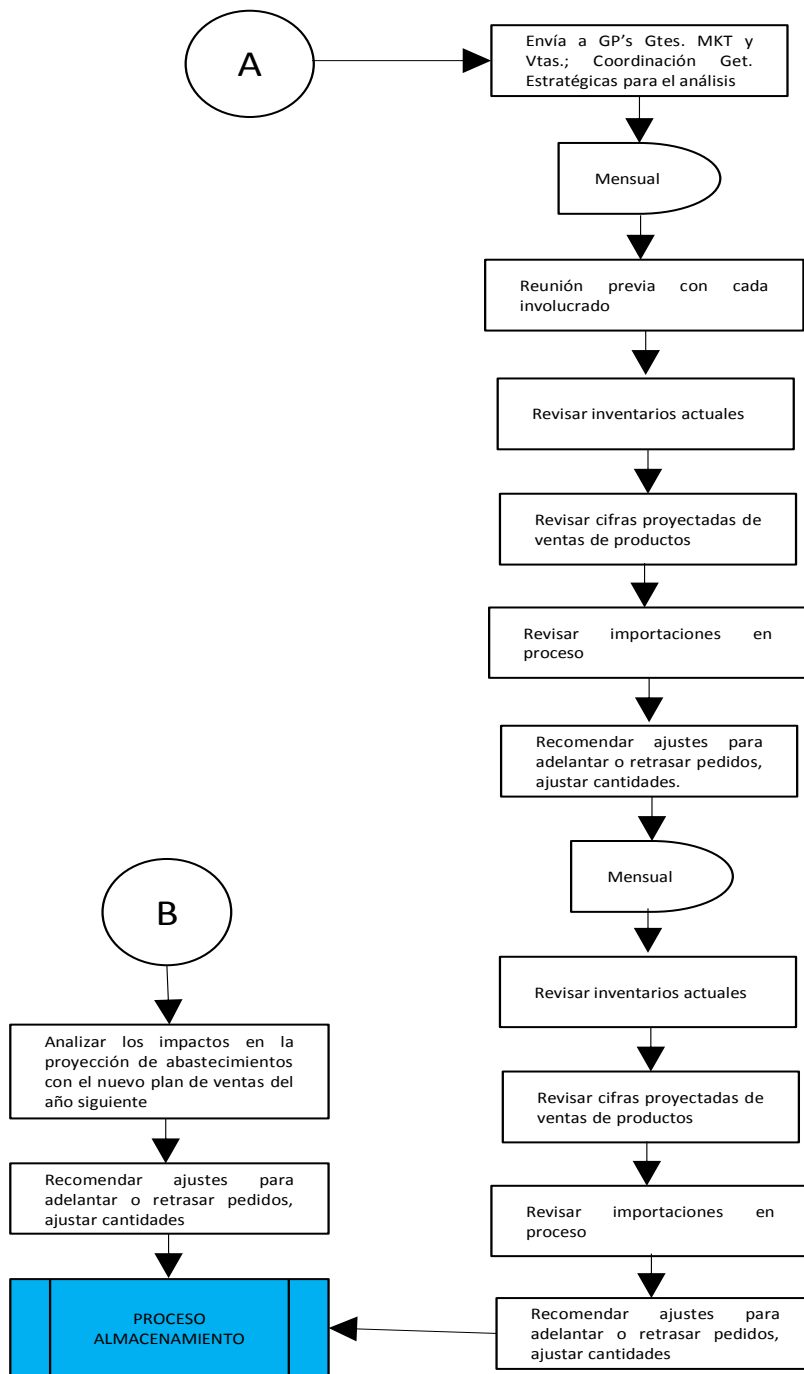 A
Envía a GP's Gtes. MKT y
Vtas.; Coordinación Get.
Estratégicas para el análisis
Mensual
Reunión previa con cada
involucrado
Revisar inventarios actuales
Revisar cifras proyectadas de
ventas de productos
Revisar importaciones en
proceso
Recomendar ajustes para
adelantar o retrasar pedidos,
ajustar cantidades.
Mensual
Revisar inventarios actuales
Revisar cifras proyectadas de
ventas de productos
Revisar importaciones en
proceso
Recomendar ajustes para
adelantar o retrasar pedidos,
ajustar cantidades
B
Analizar los impactos en la
proyección de abastecimientos
con el nuevo plan de ventas del
año siguiente
Recomendar ajustes para
adelantar o retrasar pedidos,
ajustar cantidades
PROCESO
ALMACENAMIENTO